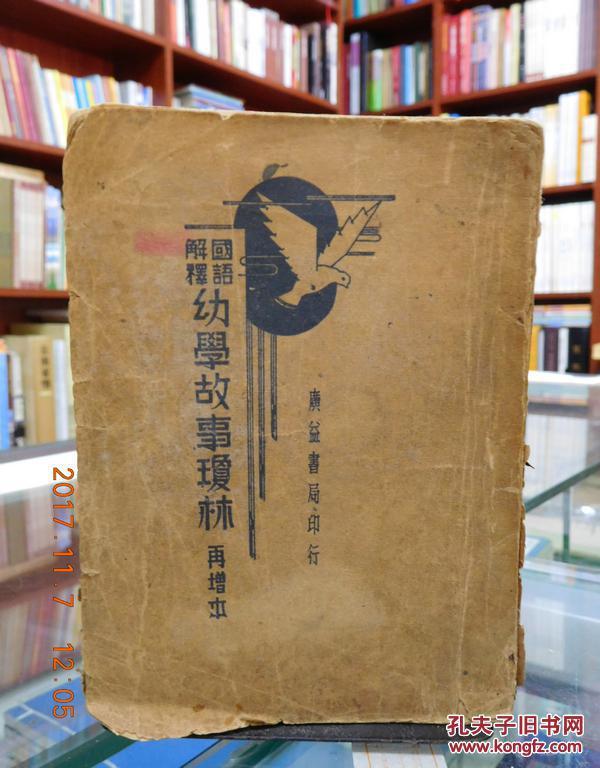 國語
解釋
幼學故事瓊林
再增本
廣益書局印行
2017.11.7 12:05
孔夫子旧书网
www.kongfz.com